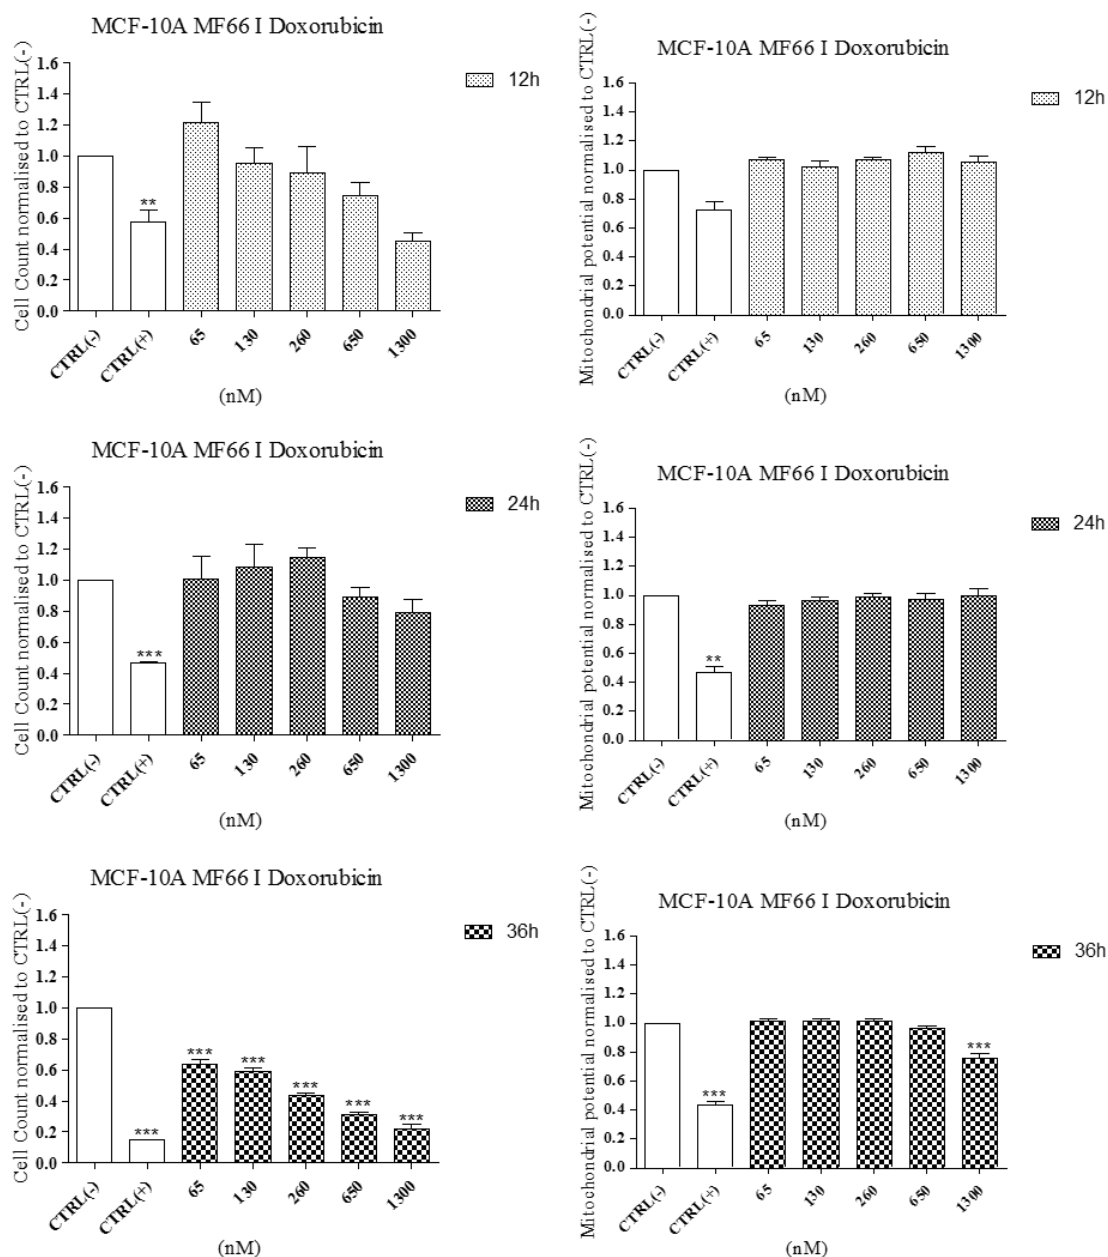 MCF-10A MF66 I Doxorubicin
Cell Count normalised to CTRL(-)
1.6
1.4
1.2
1.0
0.8
0.6
0.4
0.2
0.0
**
CTRL(-) CTRL(+) 65 130 260 650 1300
(nM)
12h
MCF-10A MF66 I Doxorubicin
Mitochondrial potential normalised to CTRL(-)
1.6
1.4
1.2
1.0
0.8
0.6
0.4
0.2
0.0
CTRL(-) CTRL(+) 65 130 260 650 1300
(nM)
12h
MCF-10A MF66 I Doxorubicin
Cell Count normalised to CTRL(-)
1.6
1.4
1.2
1.0
0.8
0.6
0.4
0.2
0.0
***
CTRL(-) CTRL(+) 65 130 260 650 1300
(nM)
24h
MCF-10A MF66 I Doxorubicin
Mitochondrial potential normalised to CTRL(-)
1.6
1.4
1.2
1.0
0.8
0.6
0.4
0.2
0.0
**
CTRL(-) CTRL(+) 65 130 260 650 1300
(nM)
24h
MCF-10A MF66 I Doxorubicin
Cell Count normalised to CTRL(-)
1.6
1.4
1.2
1.0
0.8
0.6
0.4
0.2
0.0
*** *** *** *** *** ***
CTRL(-) CTRL(+) 65 130 260 650 1300
(nM)
36h
MCF-10A MF66 I Doxorubicin
Mitochondrial potential normalised to CTRL(-)
1.6
1.4
1.2
1.0
0.8
0.6
0.4
0.2
0.0
*** ***
CTRL(-) CTRL(+) 65 130 260 650 1300
(nM)
36h